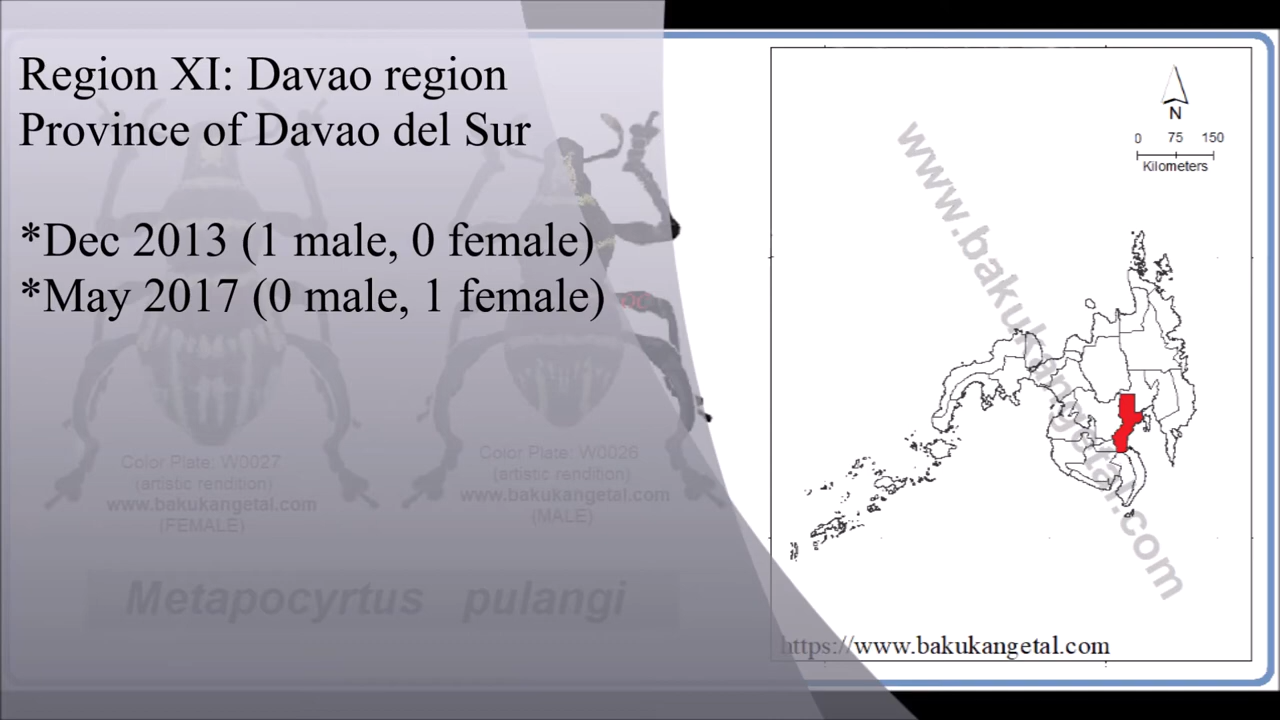 Region XI: Davao region
Province of Davao del Sur
*Dec 2013 (1 male, 0 female)
*May 2017 (0 male, 1 female)
Color Plate: W0027
(artistic rendition)
www.bakukangetal.com
(FEMALE)
Color Plate: W0026
(artistic rendition)
www.bakukangetal.com
(MALE)
Metapocyrtus pulangi
N
0 75 150
Kilometers
www.bakukangetal.com
https://www.bakukangetal.com